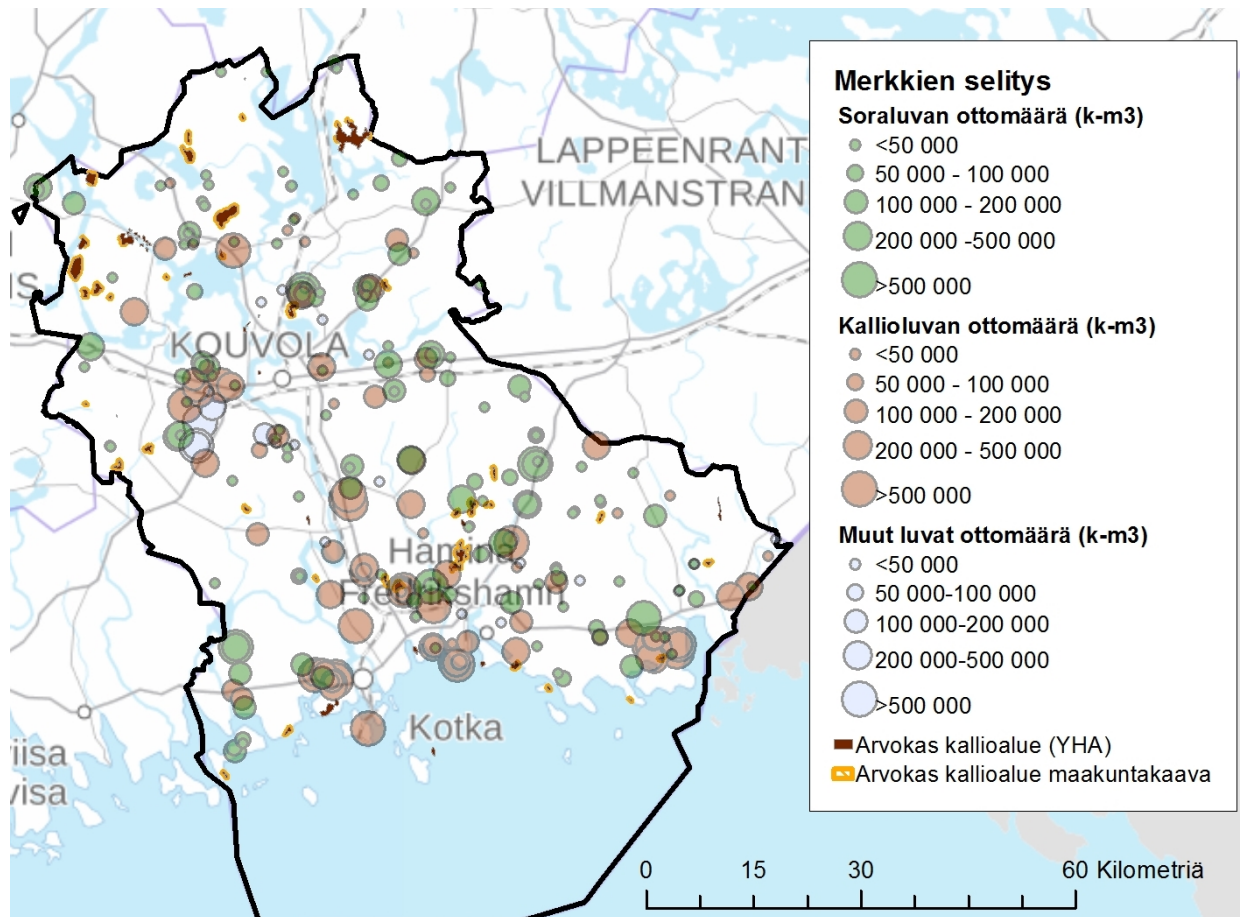 LAPPEENRANT
VILLMANSTRAN
IS
KOUVOLA
Hamina
Fredrikshamn
Kotka
riisa
visa
Merkkien selitys
Soraluvan ottomäärä (k-m3)
<50 000
50 000 - 100 000
100 000 - 200 000
200 000 -500 000
>500 000
Kallioluvan ottomäärä (k-m3)
<50 000
50 000 - 100 000
100 000 - 200 000
200 000 - 500 000
>500 000
Muut luvat ottomäärä (k-m3)
<50 000
50 000-100 000
100 000-200 000
200 000-500 000
>500 000
Arvokas kallioalue (YHA)
Arvokas kallioalue maakuntakaava
0 15 30 60 Kilometriä